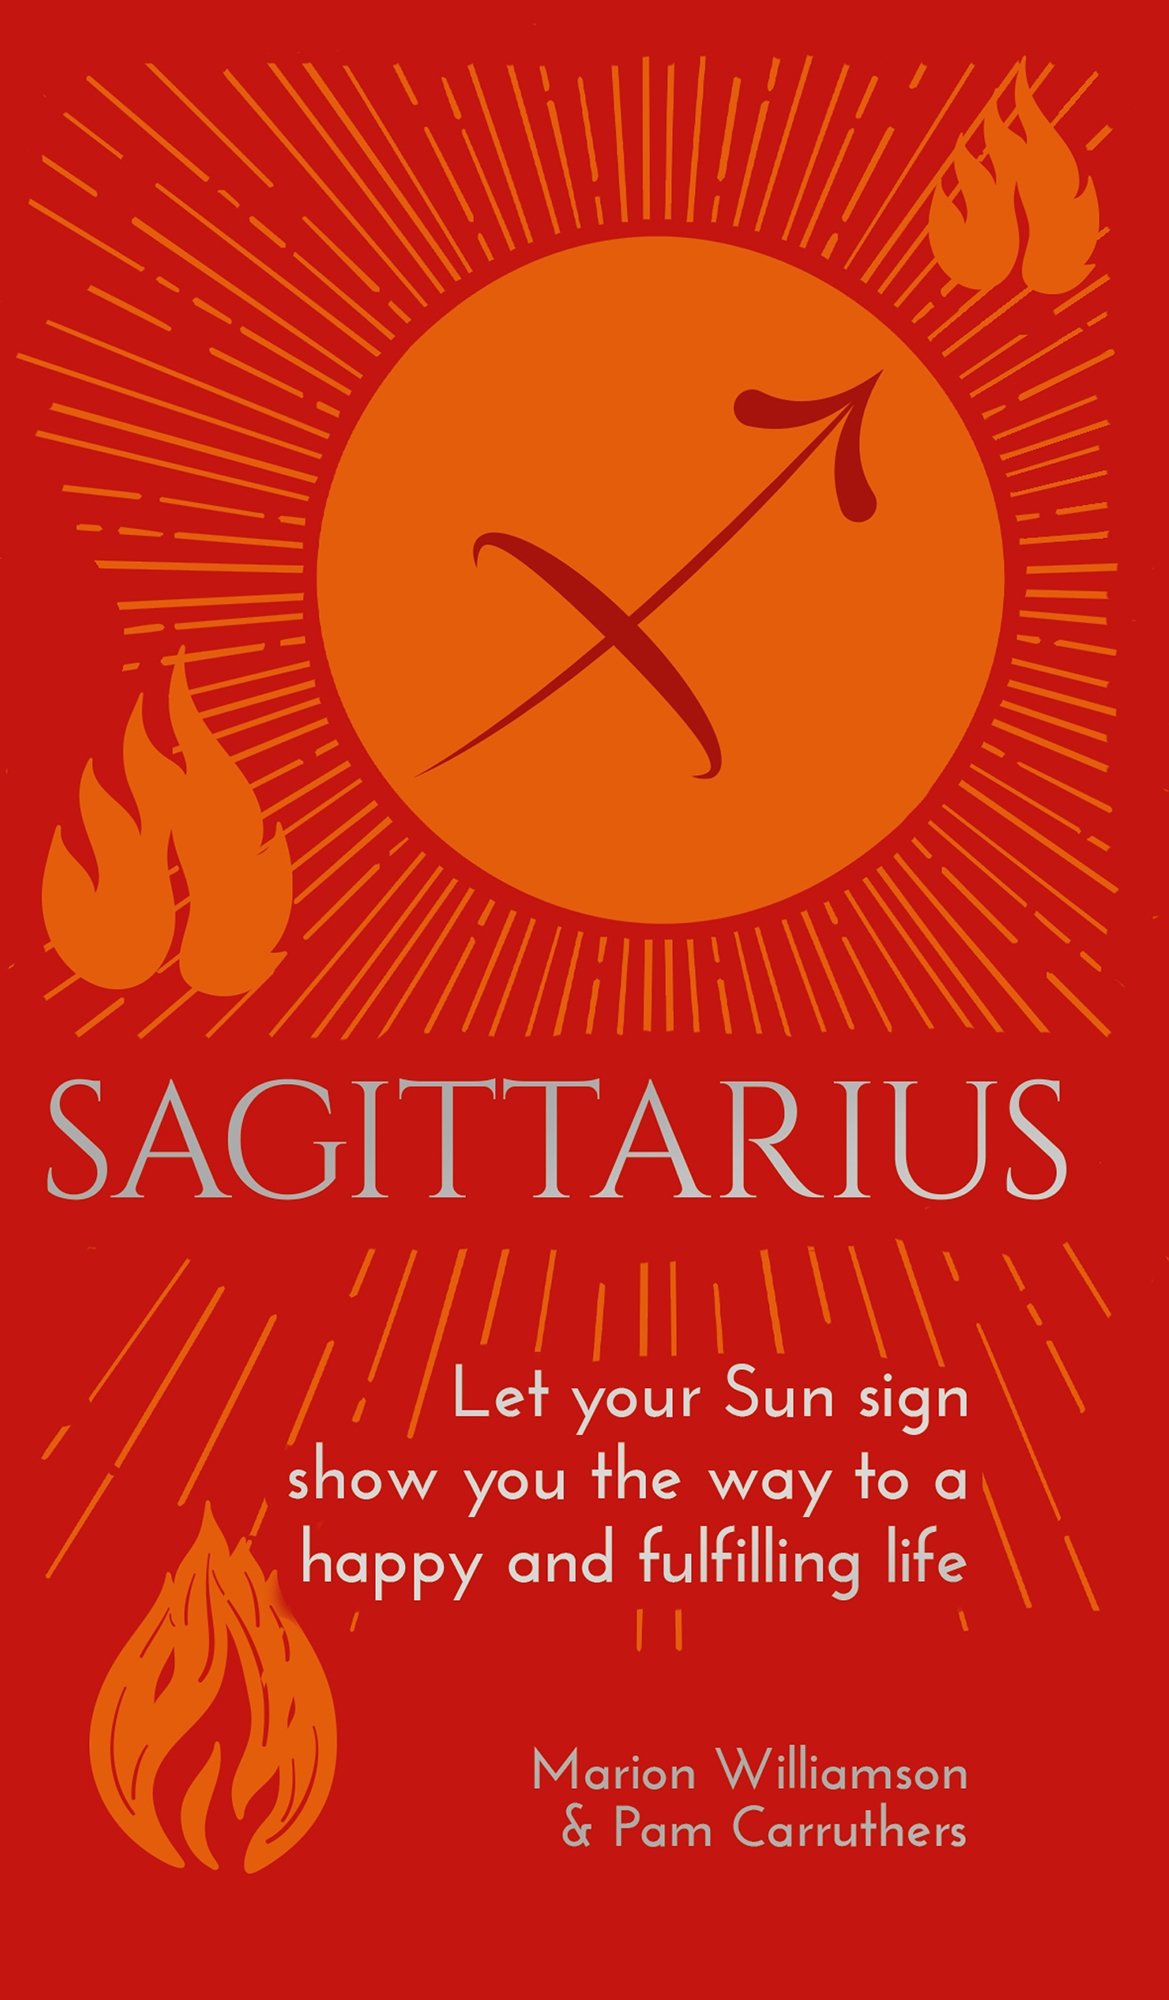 SAGITTARIUS
Let your Sun sign
show you the way to a
happy and fulfilling life
Marion Williamson
& Pam Carruthers